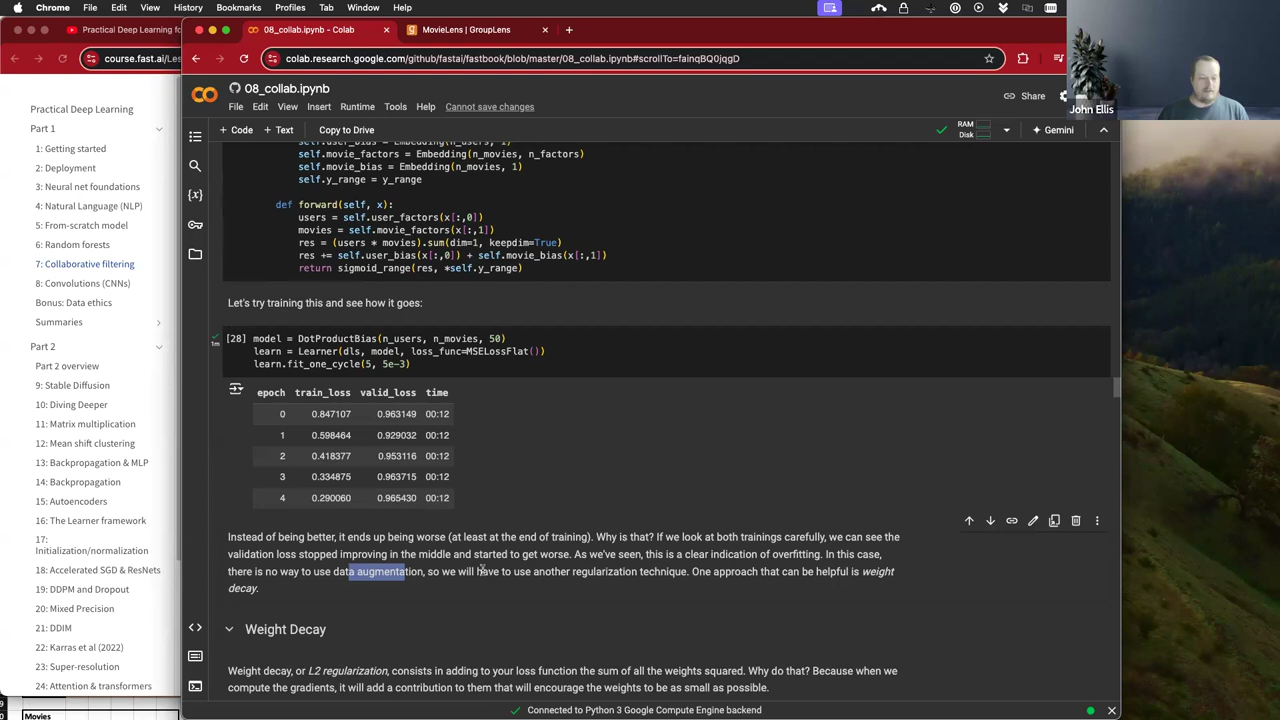 Chrome File Edit View History Bookmarks Profiles Tab Window Help
Practical Deep Learning fo
08_collab.ipynb - Colab
MovieLens | GroupLens
course.fast.ai/Les
colab.research.google.com/github/fastai/fastbook/blob/master/08_collab.ipynb#scrollTo=fainqBQ0jqgD
John Ellis
08_collab.ipynb
File Edit View Insert Runtime Tools Help Cannot save changes
Share
+ Code + Text Copy to Drive
RAM
Disk
Gemini
Practical Deep Learning
Part 1
1: Getting started
2: Deployment
3: Neural net foundations
4: Natural Language (NLP)
5: From-scratch model
6: Random forests
7: Collaborative filtering
8: Convolutions (CNNs)
Bonus: Data ethics
Summaries
Part 2
Part 2 overview
9: Stable Diffusion
10: Diving Deeper
11: Matrix multiplication
12: Mean shift clustering
13: Backpropagation & MLP
14: Backpropagation
15: Autoencoders
16: The Learner framework
17:
Initialization/normalization
18: Accelerated SGD & ResNets
19: DDPM and Dropout
20: Mixed Precision
21: DDIM
22: Karras et al (2022)
23: Super-resolution
24: Attention & transformers
Movies
self.user_bias = Embedding(n_users, 1)
self.movie_factors = Embedding(n_movies, n_factors)
self.movie_bias = Embedding(n_movies, 1)
self.y_range = y_range
def forward(self, x):
users = self.user_factors(x[:,0])
movies = self.movie_factors(x[:,1])
res = (users * movies).sum(dim=1, keepdim=True)
res += self.user_bias(x[:,0]) + self.movie_bias(x[:,1])
return sigmoid_range(res, *self.y_range)
Let's try training this and see how it goes:
1m
[28] model = DotProductBias(n_users, n_movies, 50)
learn = Learner(dls, model, loss_func=MSELossFlat())
learn.fit_one_cycle(5, 5e-3)
epoch train_loss valid_loss time
0 0.847107 0.963149 00:12
1 0.598464 0.929032 00:12
2 0.418377 0.953116 00:12
3 0.334875 0.963715 00:12
4 0.290060 0.965430 00:12
Instead of being better, it ends up being worse (at least at the end of training). Why is that? If we look at both trainings carefully, we can see the
validation loss stopped improving in the middle and started to get worse. As we've seen, this is a clear indication of overfitting. In this case,
there is no way to use data augmentation, so we will have to use another regularization technique. One approach that can be helpful is weight
decay.
Weight Decay
Weight decay, or L2 regularization, consists in adding to your loss function the sum of all the weights squared. Why do that? Because when we
compute the gradients, it will add a contribution to them that will encourage the weights to be as small as possible.
Connected to Python 3 Google Compute Engine backend